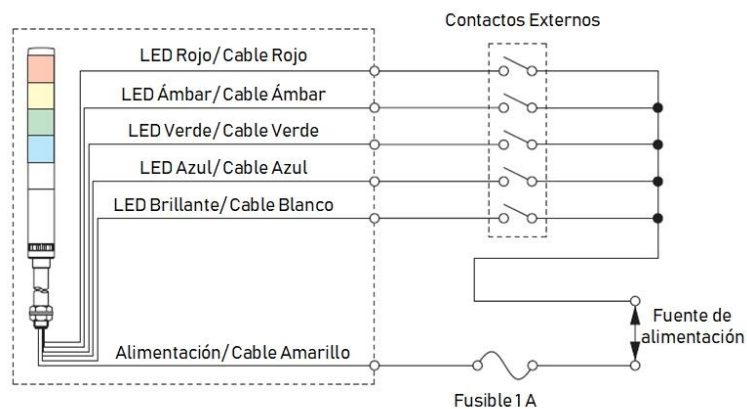 Contactos Externos
LED Rojo/Cable Rojo
LED Ámbar/Cable Ámbar
LED Verde/Cable Verde
LED Azul/Cable Azul
LED Brillante/Cable Blanco
Fuente de
alimentación
Alimentación/Cable Amarillo
Fusible 1 A